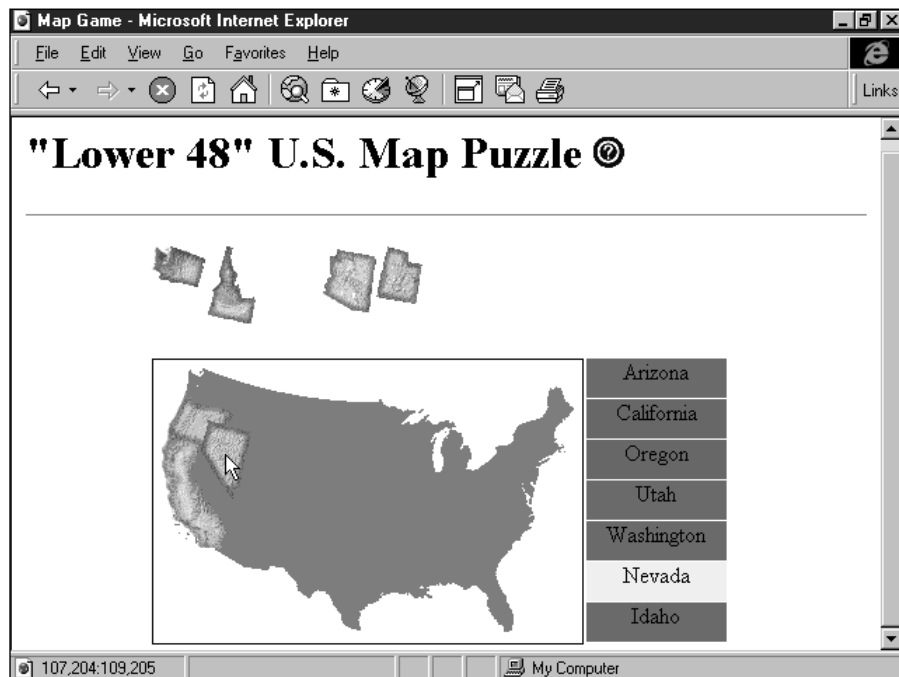 Map Game - Microsoft Internet Explorer
File Edit View Go Favorites Help
Links
"Lower 48" U.S. Map Puzzle
Arizona
California
Oregon
Utah
Washington
Nevada
Idaho
107,204:109,205 My Computer